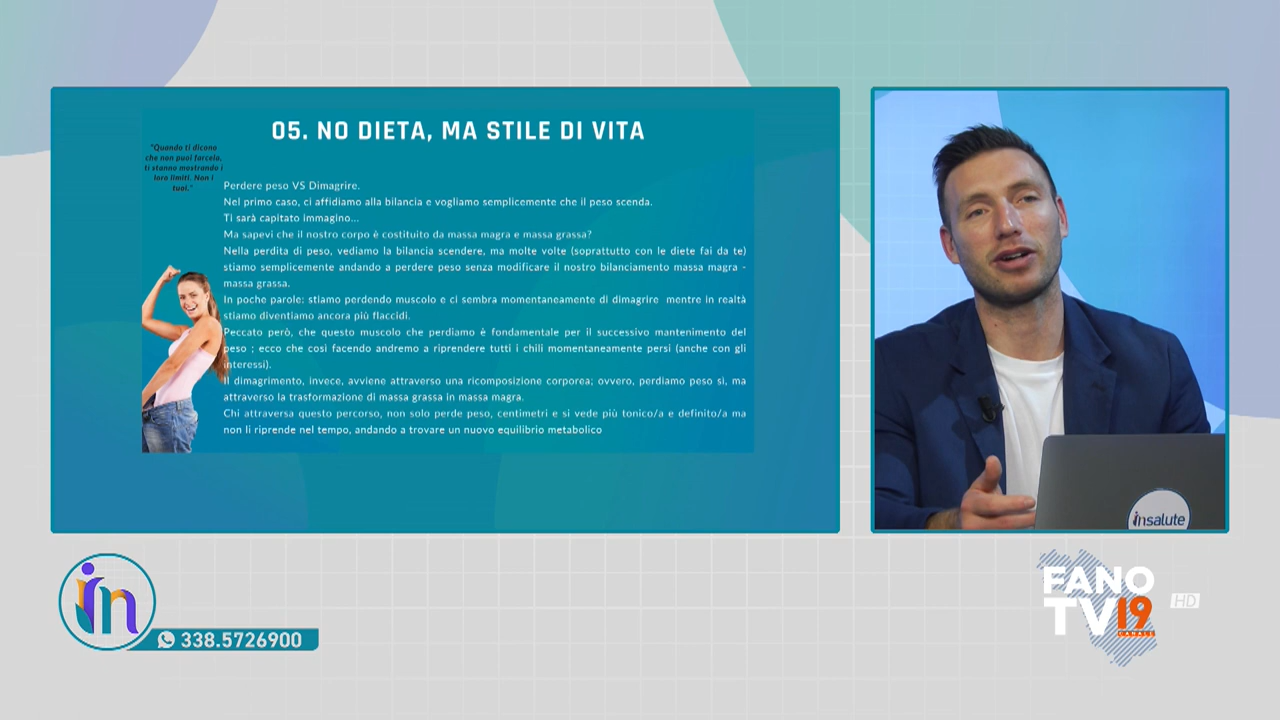 05. NO DIETA, MA STILE DI VITA
"Quando ti dicono
che non puoi farcela,
ti stanno mostrando i
loro limiti. Non i
tuoi."
Perdere peso VS Dimagrire.
Nel primo caso, ci affidiamo alla bilancia e vogliamo semplicemente che il peso scenda.
Ti sarà capitato immagino...
Ma sapevi che il nostro corpo è costituito da massa magra e massa grassa?
Nella perdita di peso, vediamo la bilancia scendere, ma molte volte (soprattutto con le diete fai da te)
stiamo semplicemente andando a perdere peso senza modificare il nostro bilanciamento massa magra -
massa grassa.
In poche parole: stiamo perdendo muscolo e ci sembra momentaneamente di dimagrire mentre in realtà
stiamo diventiamo ancora più flaccidi.
Peccato però, che questo muscolo che perdiamo è fondamentale per il successivo mantenimento del
peso ; ecco che così facendo andremo a riprendere tutti i chili momentaneamente persi (anche con gli
interessi).
Il dimagrimento, invece, avviene attraverso una ricomposizione corporea; ovvero, perdiamo peso sì, ma
attraverso la trasformazione di massa grassa in massa magra.
Chi attraversa questo percorso, non solo perde peso, centimetri e si vede più tonico/a e definito/a ma
non li riprende nel tempo, andando a trovare un nuovo equilibrio metabolico
insalute
in
338.5726900
FANO
TV19
CANALE
HD